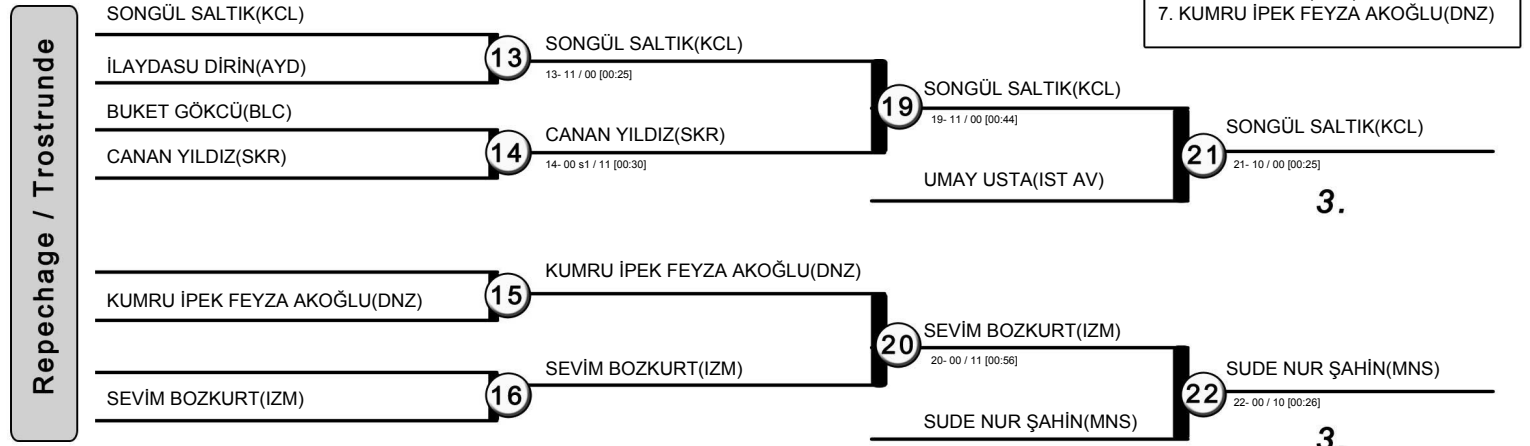 Repechage / Trostrunde
7. KUMRU İPEK FEYZA AKOĞLU(DNZ)
SONGÜL SALTIK(KCL)
İLAYDASU DİRİN(AYD)
13
SONGÜL SALTIK(KCL)
13- 11 / 00 [00:25]
BUKET GÖKCÜ(BLC)
CANAN YILDIZ(SKR)
14
CANAN YILDIZ(SKR)
14- 00 s1 / 11 [00:30]
19
SONGÜL SALTIK(KCL)
19- 11 / 00 [00:44]
UMAY USTA(IST AV)
21
SONGÜL SALTIK(KCL)
21- 10 / 00 [00:25]
3.
KUMRU İPEK FEYZA AKOĞLU(DNZ)
15
KUMRU İPEK FEYZA AKOĞLU(DNZ)
SEVİM BOZKURT(IZM)
16
SEVİM BOZKURT(IZM)
20
SEVİM BOZKURT(IZM)
20- 00 / 11 [00:56]
SUDE NUR ŞAHİN(MNS)
22
SUDE NUR ŞAHİN(MNS)
22- 00 / 10 [00:26]
3